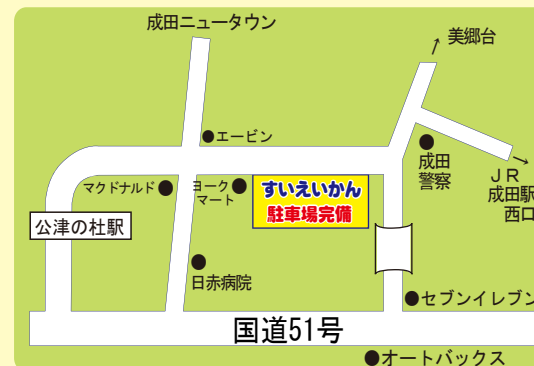 成田ニュータウン
美郷台
→
エービン
成田
警察
→
JR
成田駅
西口
マクドナルド
ヨーク
マート
すいえいかん
駐車場完備
公津の杜駅
日赤病院
セブンイレブン
国道51号
オートバックス